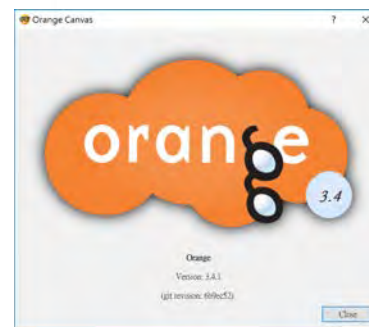 Orange Canvas
orange
3.4
Orange
Version: 3.4.1
(git revision: 6b9ec52)
Close